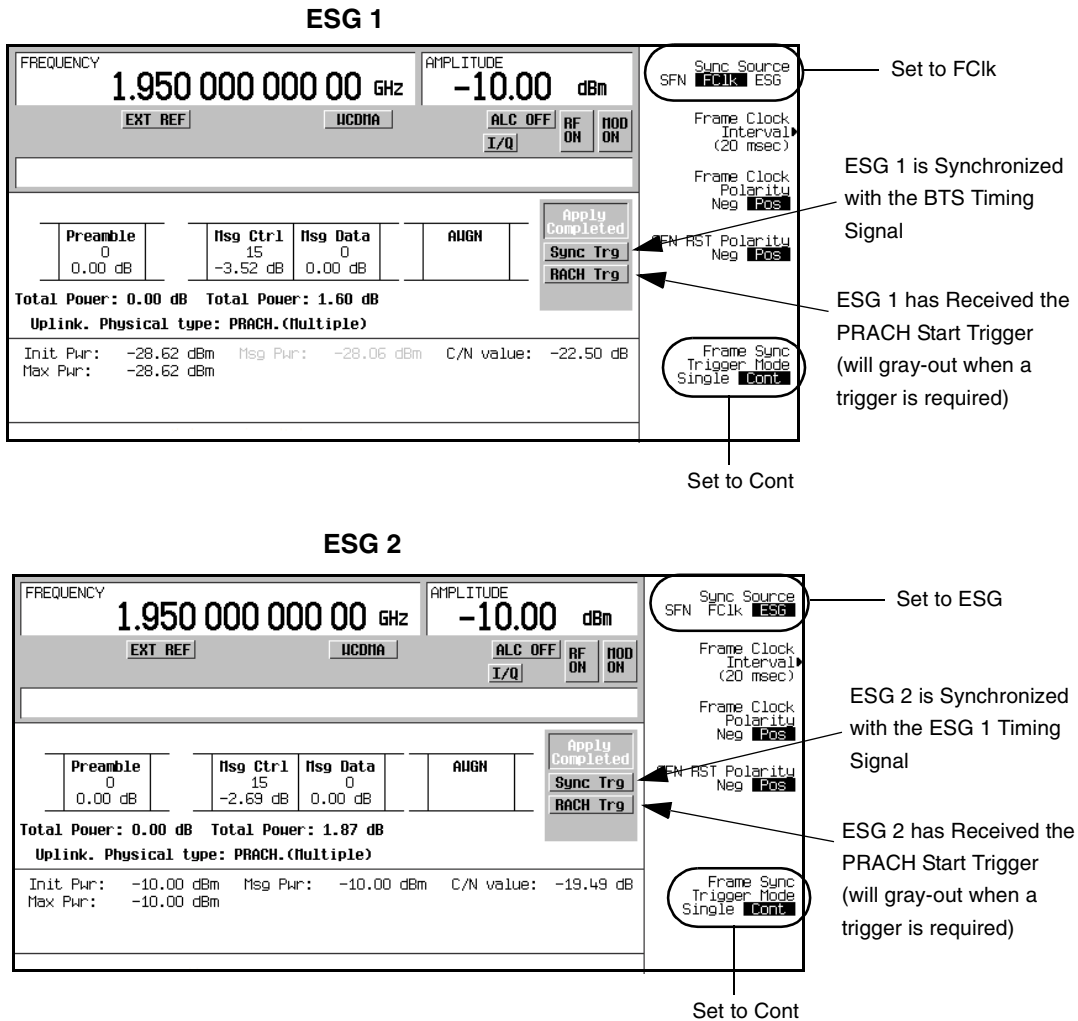 ESG 1
FREQUENCY
1.950 000 000 00 GHz
AMPLITUDE
-10.00 dBm
EXT REF
WCDMA
ALC OFF
I/Q
RF ON
MOD ON
Preamble
0
0.00 dB
Msg Ctrl
15
-3.52 dB
Msg Data
0
0.00 dB
AWGN
Apply
Completed
Sync Trg
RACH Trg
Total Power: 0.00 dB Total Power: 1.60 dB
Uplink. Physical type: PRACH.(Multiple)
Init Pwr: -28.62 dBm Msg Pwr: -28.06 dBm C/N value: -22.50 dB
Max Pwr: -28.62 dBm
Sync Source
SFN FClk ESG
Frame Clock
Interval
(20 msec)
Frame Clock
Polarity
Neg Pos
SFN RST Polarity
Neg Pos
Frame Sync
Trigger Mode
Single Cont
Set to FClk
ESG 1 is Synchronized
with the BTS Timing
Signal
ESG 1 has Received the
PRACH Start Trigger
(will gray-out when a
trigger is required)
Set to Cont
ESG 2
FREQUENCY
1.950 000 000 00 GHz
AMPLITUDE
-10.00 dBm
EXT REF
WCDMA
ALC OFF
I/Q
RF ON
MOD ON
Preamble
0
0.00 dB
Msg Ctrl
15
-2.69 dB
Msg Data
0
0.00 dB
AWGN
Apply
Completed
Sync Trg
RACH Trg
Total Power: 0.00 dB Total Power: 1.87 dB
Uplink. Physical type: PRACH.(Multiple)
Init Pwr: -10.00 dBm Msg Pwr: -10.00 dBm C/N value: -19.49 dB
Max Pwr: -10.00 dBm
Sync Source
SFN FClk ESG
Frame Clock
Interval
(20 msec)
Frame Clock
Polarity
Neg Pos
SFN RST Polarity
Neg Pos
Frame Sync
Trigger Mode
Single Cont
Set to ESG
ESG 2 is Synchronized
with the ESG 1 Timing
Signal
ESG 2 has Received the
PRACH Start Trigger
(will gray-out when a
trigger is required)
Set to Cont